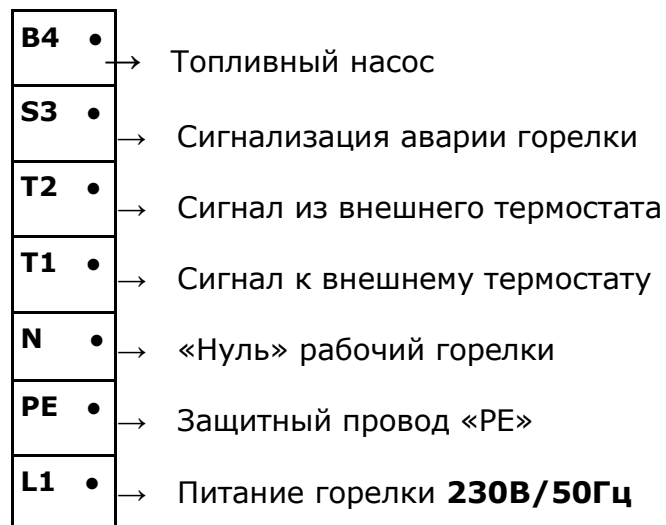 B4 ● → Топливный насос
S3 ● → Сигнализация аварии горелки
T2 ● → Сигнал из внешнего термостата
T1 ● → Сигнал к внешнему термостату
N ● → «Нуль» рабочий горелки
PE ● → Защитный провод «PE»
L1 ● → Питание горелки 230В/50Гц